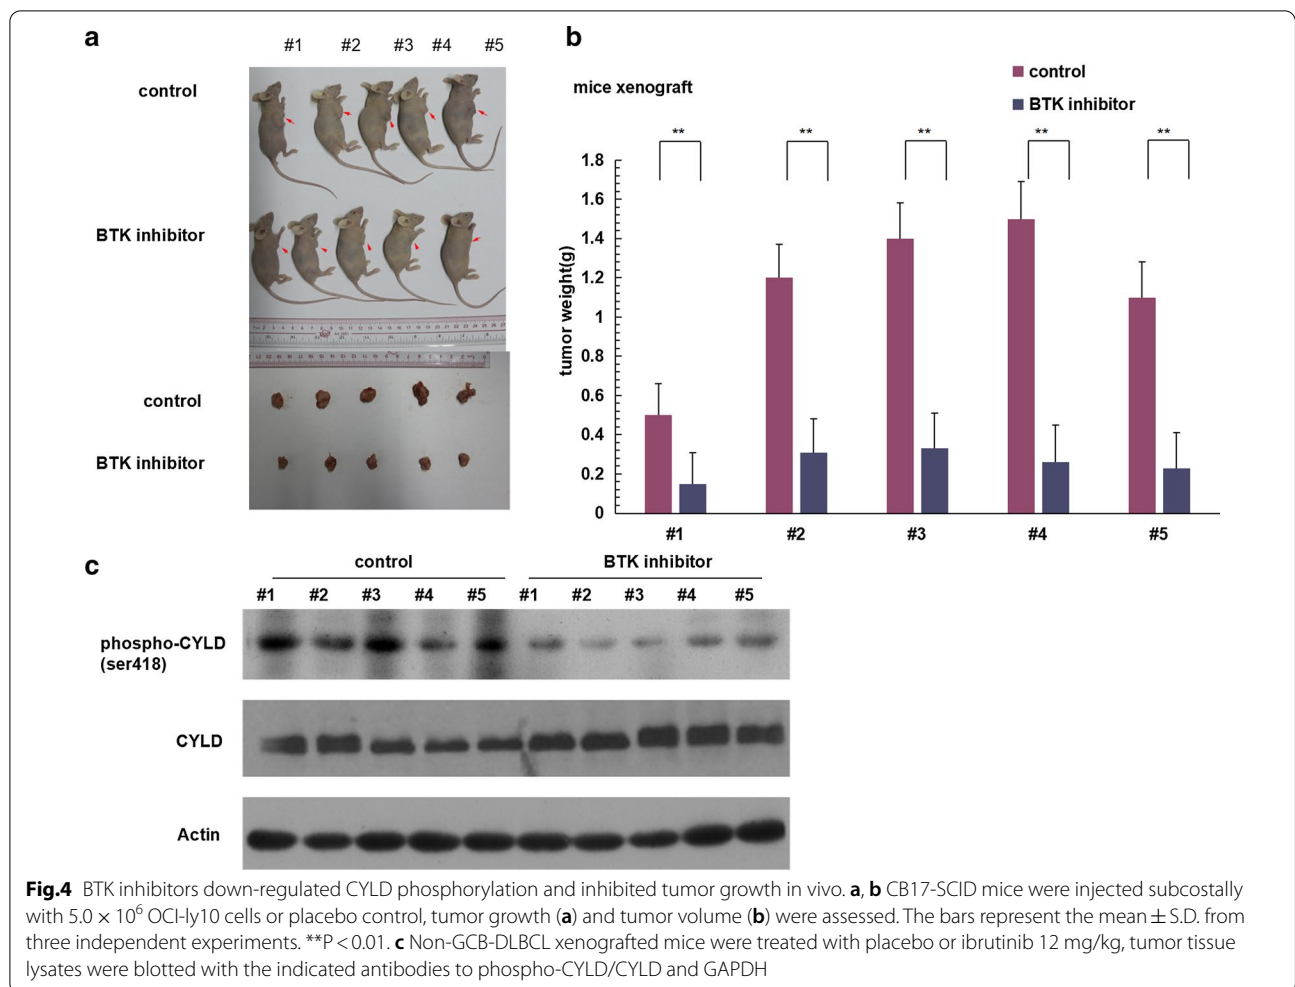 a
#1 #2 #3 #4 #5
control
BTK inhibitor
control
BTK inhibitor
b
mice xenograft
control
BTK inhibitor
** ** ** ** **
tumor weight(g)
1.8
1.6
1.4
1.2
1
0.8
0.6
0.4
0.2
0
#1 #2 #3 #4 #5
c
control BTK inhibitor
#1 #2 #3 #4 #5 #1 #2 #3 #4 #5
phospho-CYLD
(ser418)
CYLD
Actin
Fig.4 BTK inhibitors down-regulated CYLD phosphorylation and inhibited tumor growth in vivo. a, b CB17-SCID mice were injected subcostally
with 5.0 × 10⁶ OCI-ly10 cells or placebo control, tumor growth (a) and tumor volume (b) were assessed. The bars represent the mean ± S.D. from
three independent experiments. **P < 0.01. c Non-GCB-DLBCL xenografted mice were treated with placebo or ibrutinib 12 mg/kg, tumor tissue
lysates were blotted with the indicated antibodies to phospho-CYLD/CYLD and GAPDH